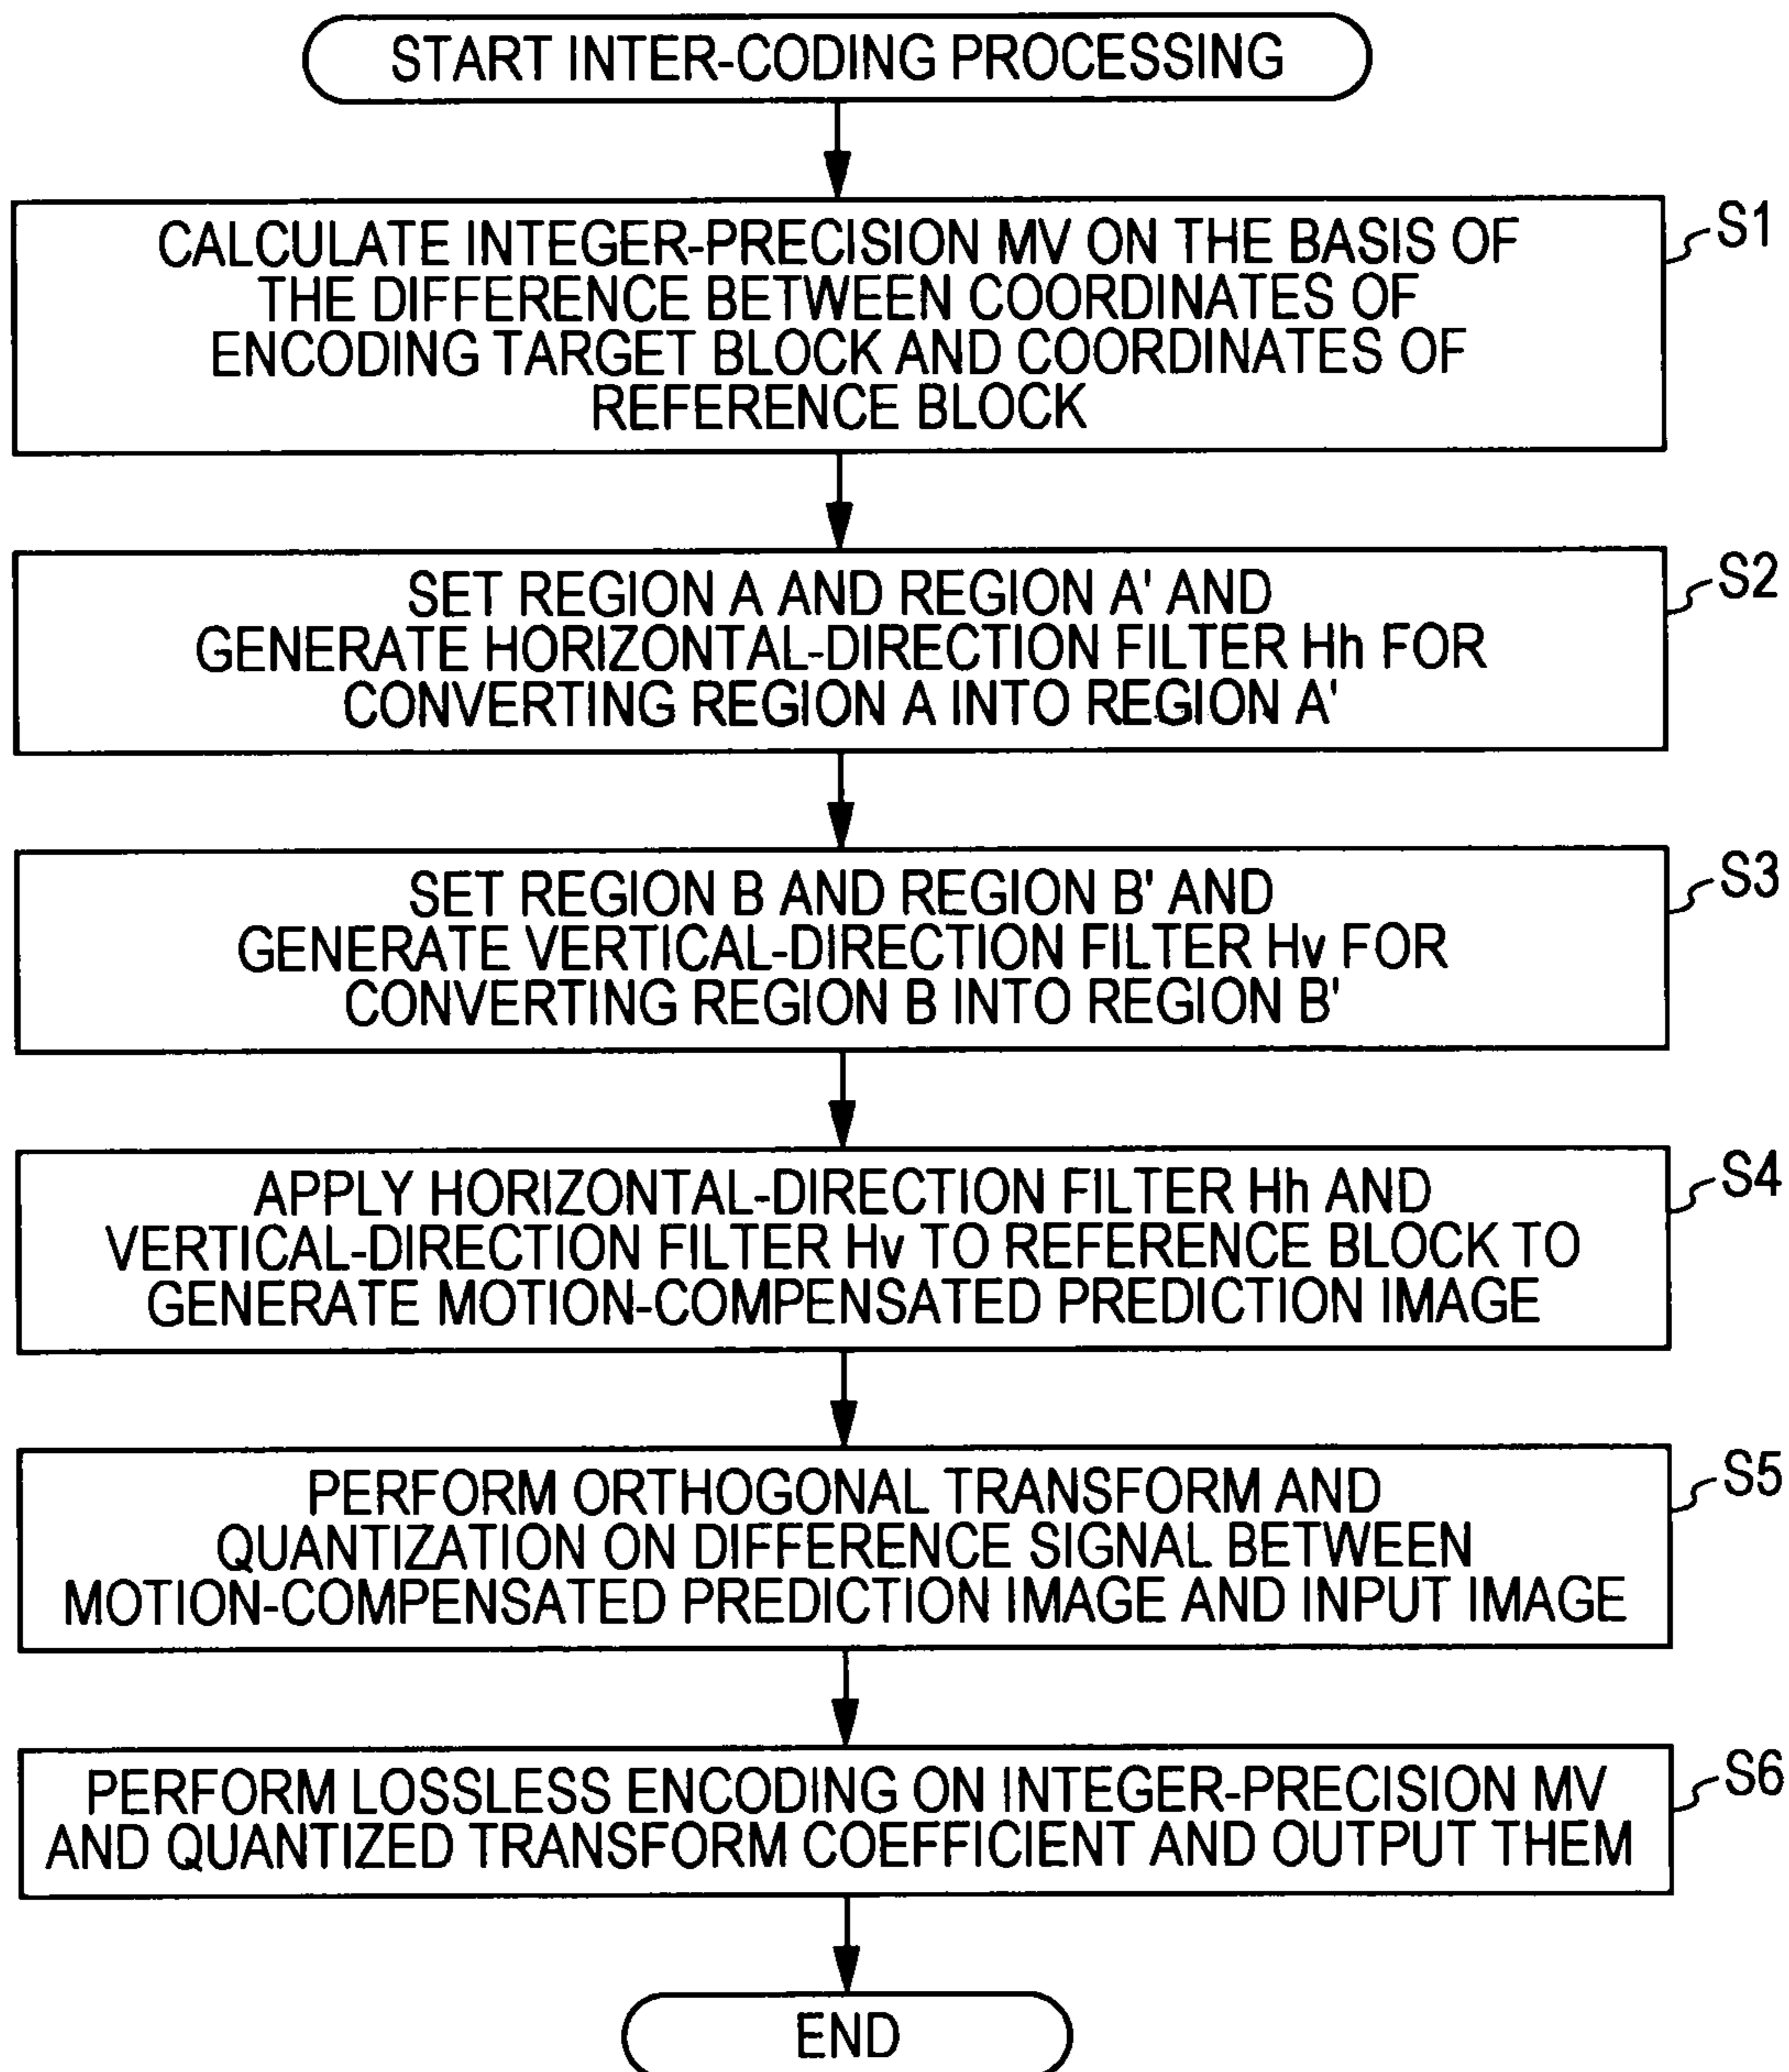 START INTER-CODING PROCESSING
S1
CALCULATE INTEGER-PRECISION MV ON THE BASIS OF
THE DIFFERENCE BETWEEN COORDINATES OF
ENCODING TARGET BLOCK AND COORDINATES OF
REFERENCE BLOCK
S2
SET REGION A AND REGION A' AND
GENERATE HORIZONTAL-DIRECTION FILTER Hh FOR
CONVERTING REGION A INTO REGION A'
S3
SET REGION B AND REGION B' AND
GENERATE VERTICAL-DIRECTION FILTER Hv FOR
CONVERTING REGION B INTO REGION B'
S4
APPLY HORIZONTAL-DIRECTION FILTER Hh AND
VERTICAL-DIRECTION FILTER Hv TO REFERENCE BLOCK TO
GENERATE MOTION-COMPENSATED PREDICTION IMAGE
S5
PERFORM ORTHOGONAL TRANSFORM AND
QUANTIZATION ON DIFFERENCE SIGNAL BETWEEN
MOTION-COMPENSATED PREDICTION IMAGE AND INPUT IMAGE
S6
PERFORM LOSSLESS ENCODING ON INTEGER-PRECISION MV
AND QUANTIZED TRANSFORM COEFFICIENT AND OUTPUT THEM
END